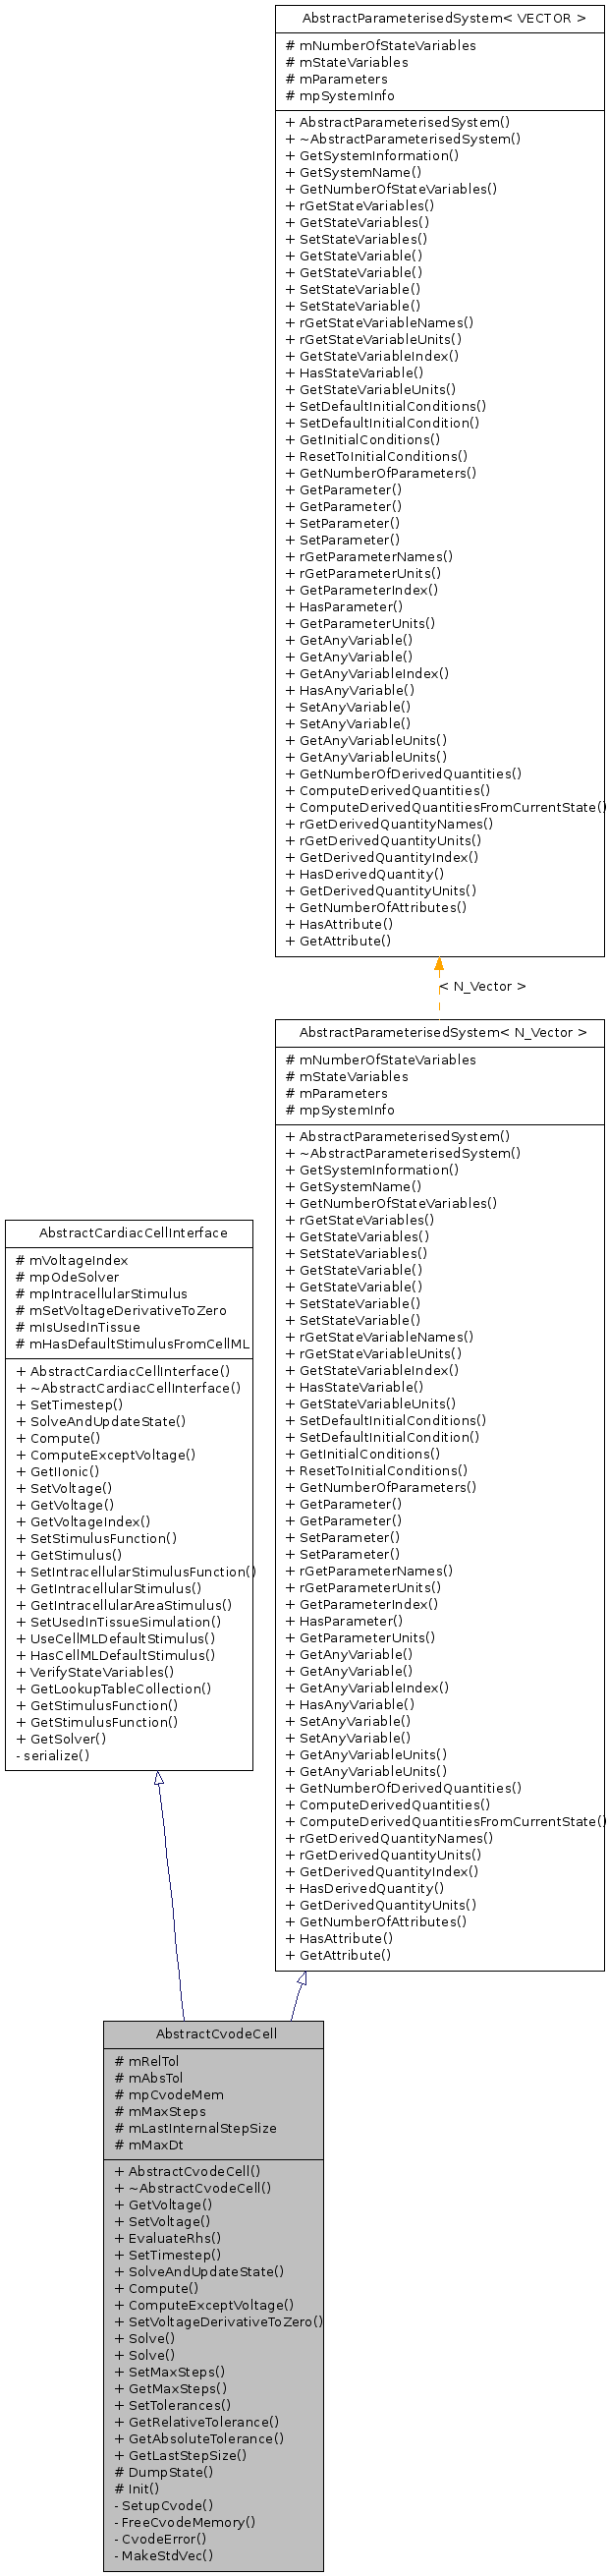 AbstractParameterisedSystem< VECTOR >
# mNumberOfStateVariables
# mStateVariables
# mParameters
# mpSystemInfo
+ AbstractParameterisedSystem()
+ ~AbstractParameterisedSystem()
+ GetSystemInformation()
+ GetSystemName()
+ GetNumberOfStateVariables()
+ rGetStateVariables()
+ GetStateVariables()
+ SetStateVariables()
+ GetStateVariable()
+ GetStateVariable()
+ SetStateVariable()
+ SetStateVariable()
+ rGetStateVariableNames()
+ rGetStateVariableUnits()
+ GetStateVariableIndex()
+ HasStateVariable()
+ GetStateVariableUnits()
+ SetDefaultInitialConditions()
+ SetDefaultInitialCondition()
+ GetInitialConditions()
+ ResetToInitialConditions()
+ GetNumberOfParameters()
+ GetParameter()
+ GetParameter()
+ SetParameter()
+ SetParameter()
+ rGetParameterNames()
+ rGetParameterUnits()
+ GetParameterIndex()
+ HasParameter()
+ GetParameterUnits()
+ GetAnyVariable()
+ GetAnyVariable()
+ GetAnyVariableIndex()
+ HasAnyVariable()
+ SetAnyVariable()
+ SetAnyVariable()
+ GetAnyVariableUnits()
+ GetAnyVariableUnits()
+ GetNumberOfDerivedQuantities()
+ ComputeDerivedQuantities()
+ ComputeDerivedQuantitiesFromCurrentState()
+ rGetDerivedQuantityNames()
+ rGetDerivedQuantityUnits()
+ GetDerivedQuantityIndex()
+ HasDerivedQuantity()
+ GetDerivedQuantityUnits()
+ GetNumberOfAttributes()
+ HasAttribute()
+ GetAttribute()
< N_Vector >
AbstractParameterisedSystem< N_Vector >
# mNumberOfStateVariables
# mStateVariables
# mParameters
# mpSystemInfo
+ AbstractParameterisedSystem()
+ ~AbstractParameterisedSystem()
+ GetSystemInformation()
+ GetSystemName()
+ GetNumberOfStateVariables()
+ rGetStateVariables()
+ GetStateVariables()
+ SetStateVariables()
+ GetStateVariable()
+ GetStateVariable()
+ SetStateVariable()
+ SetStateVariable()
+ rGetStateVariableNames()
+ rGetStateVariableUnits()
+ GetStateVariableIndex()
+ HasStateVariable()
+ GetStateVariableUnits()
+ SetDefaultInitialConditions()
+ SetDefaultInitialCondition()
+ GetInitialConditions()
+ ResetToInitialConditions()
+ GetNumberOfParameters()
+ GetParameter()
+ GetParameter()
+ SetParameter()
+ SetParameter()
+ rGetParameterNames()
+ rGetParameterUnits()
+ GetParameterIndex()
+ HasParameter()
+ GetParameterUnits()
+ GetAnyVariable()
+ GetAnyVariable()
+ GetAnyVariableIndex()
+ HasAnyVariable()
+ SetAnyVariable()
+ SetAnyVariable()
+ GetAnyVariableUnits()
+ GetAnyVariableUnits()
+ GetNumberOfDerivedQuantities()
+ ComputeDerivedQuantities()
+ ComputeDerivedQuantitiesFromCurrentState()
+ rGetDerivedQuantityNames()
+ rGetDerivedQuantityUnits()
+ GetDerivedQuantityIndex()
+ HasDerivedQuantity()
+ GetDerivedQuantityUnits()
+ GetNumberOfAttributes()
+ HasAttribute()
+ GetAttribute()
AbstractCardiacCellInterface
# mVoltageIndex
# mpOdeSolver
# mpIntracellularStimulus
# mSetVoltageDerivativeToZero
# mIsUsedInTissue
# mHasDefaultStimulusFromCellML
+ AbstractCardiacCellInterface()
+ ~AbstractCardiacCellInterface()
+ SetTimestep()
+ SolveAndUpdateState()
+ Compute()
+ ComputeExceptVoltage()
+ GetIIonic()
+ SetVoltage()
+ GetVoltage()
+ GetVoltageIndex()
+ SetStimulusFunction()
+ GetStimulus()
+ SetIntracellularStimulusFunction()
+ GetIntracellularStimulus()
+ GetIntracellularAreaStimulus()
+ SetUsedInTissueSimulation()
+ UseCellMLDefaultStimulus()
+ HasCellMLDefaultStimulus()
+ VerifyStateVariables()
+ GetLookupTableCollection()
+ GetStimulusFunction()
+ GetStimulusFunction()
+ GetSolver()
- serialize()
AbstractCvodeCell
# mRelTol
# mAbsTol
# mpCvodeMem
# mMaxSteps
# mLastInternalStepSize
# mMaxDt
+ AbstractCvodeCell()
+ ~AbstractCvodeCell()
+ GetVoltage()
+ SetVoltage()
+ EvaluateRhs()
+ SetTimestep()
+ SolveAndUpdateState()
+ Compute()
+ ComputeExceptVoltage()
+ SetVoltageDerivativeToZero()
+ Solve()
+ Solve()
+ SetMaxSteps()
+ GetMaxSteps()
+ SetTolerances()
+ GetRelativeTolerance()
+ GetAbsoluteTolerance()
+ GetLastStepSize()
# DumpState()
# Init()
- SetupCvode()
- FreeCvodeMemory()
- CvodeError()
- MakeStdVec()